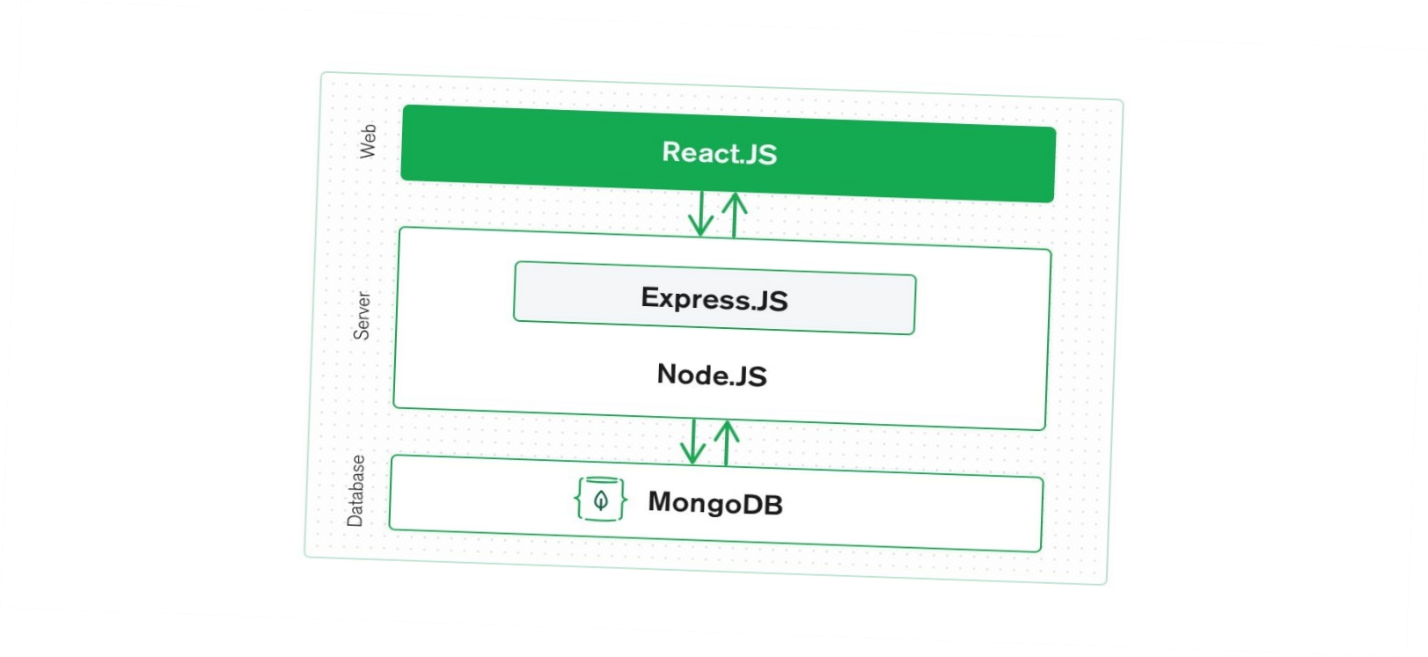 Web
React.JS
Server
Express.JS
Node.JS
Database
MongoDB